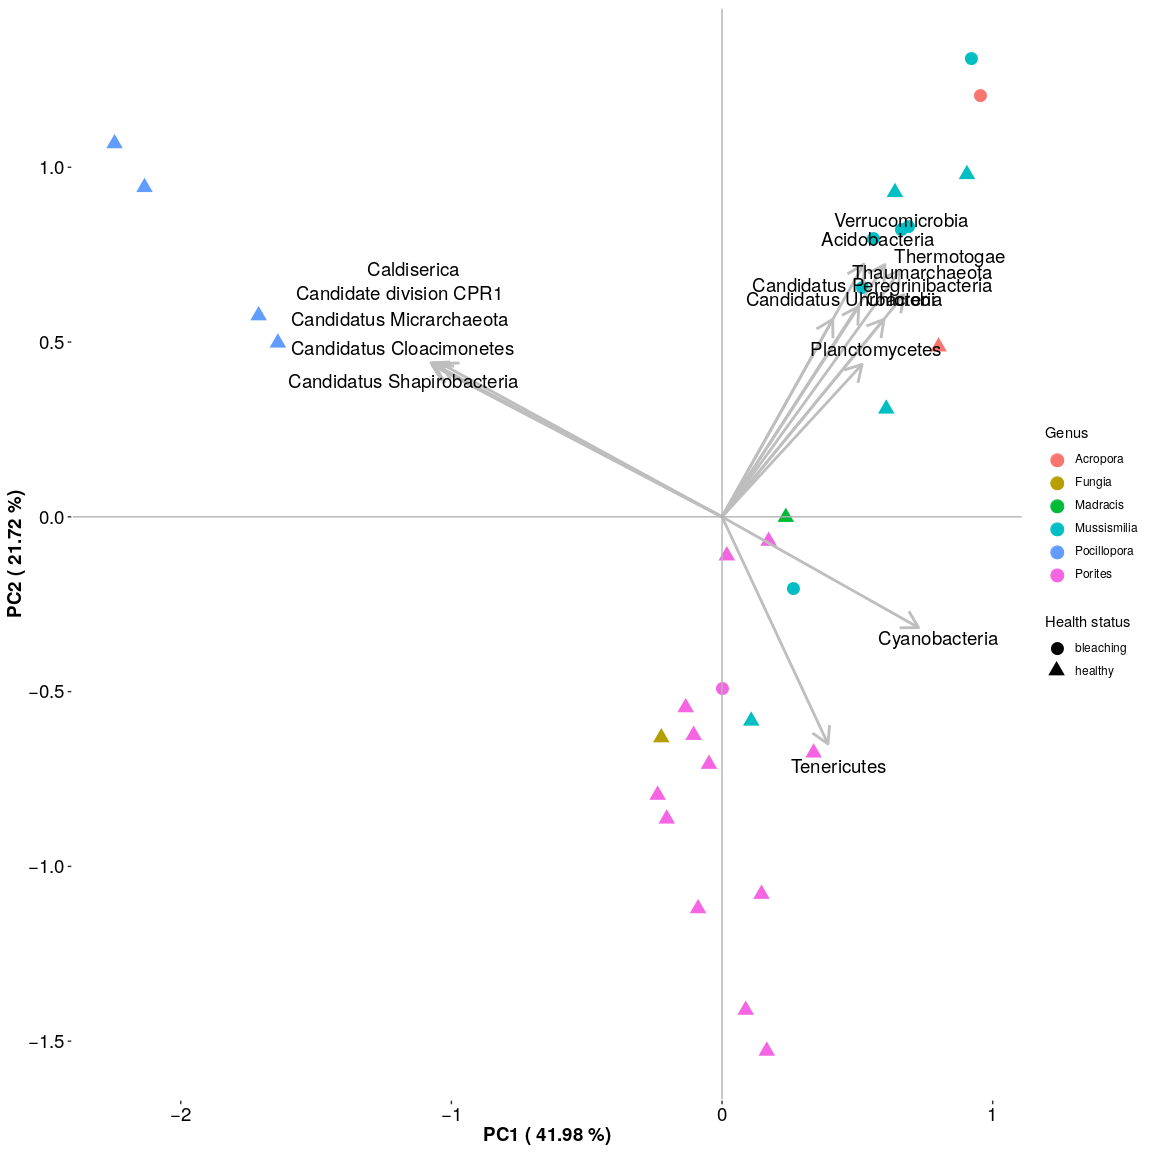 1.0
0.5
0.0
−0.5
−1.0
−1.5
PC2 ( 21.72 %)
Verrucomicrobia
Acidobacteria
Thermotogae
Caldiserica
Thaumarchaeota
Candidatus Peregrinibacteria
Candidate division CPR1
Candidatus
Candidatus Micrarchaeota
Candidatus Cloacimonetes
Planctomycetes
Candidatus Shapirobacteria
Cyanobacteria
Tenericutes
Genus
Acropora
Fungia
Madracis
Mussismilia
Pocillopora
Porites
Health status
bleaching
healthy
−2
−1
0
1
PC1 ( 41.98 %)